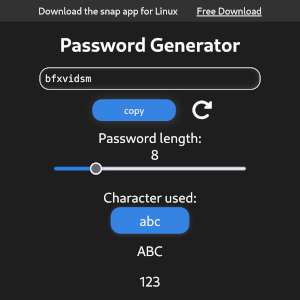 Download the snap app for Linux Free Download
Password Generator
bfxvidsm
copy
Password length:
8
Character used:
abc
ABC
123